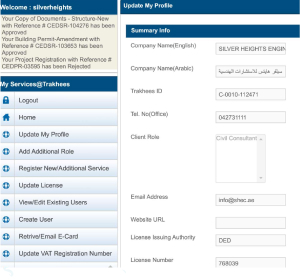 Welcome : silverheights
Your Copy of Documents - Structure-New
with Reference # CEDSR-104276 has been
Approved
Your Building Permit-Amendment with
Reference # CEDSR-103653 has been
Approved
Your Project Registration with Reference #
CEDPR-03595 has been Rejected
My Services@Trakhees
Logout
Home
Update My Profile
Add Additional Role
Register New/Additional Service
Update License
View/Edit Existing Users
Create User
Retrive/Email E-Card
Update VAT Registration Number
Update My Profile
Summary Info
Company Name(English) SILVER HEIGHTS ENGIN
Company Name(Arabic) سيلفر هايتس للاستشارات الهندسية
Trakhees ID C-0010-112471
Tel. No(Office) 042731111
Client Role Civil Consultant
Email Address info@shec.ae
Website URL
License Issuing Authority DED
License Number 768039